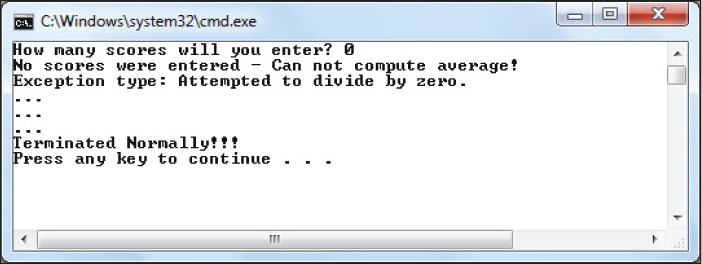 C:\Windows\system32\cmd.exe
How many scores will you enter? 0
No scores were entered - Can not compute average!
Exception type: Attempted to divide by zero.
...
...
...
Terminated Normally!!!
Press any key to continue . . .